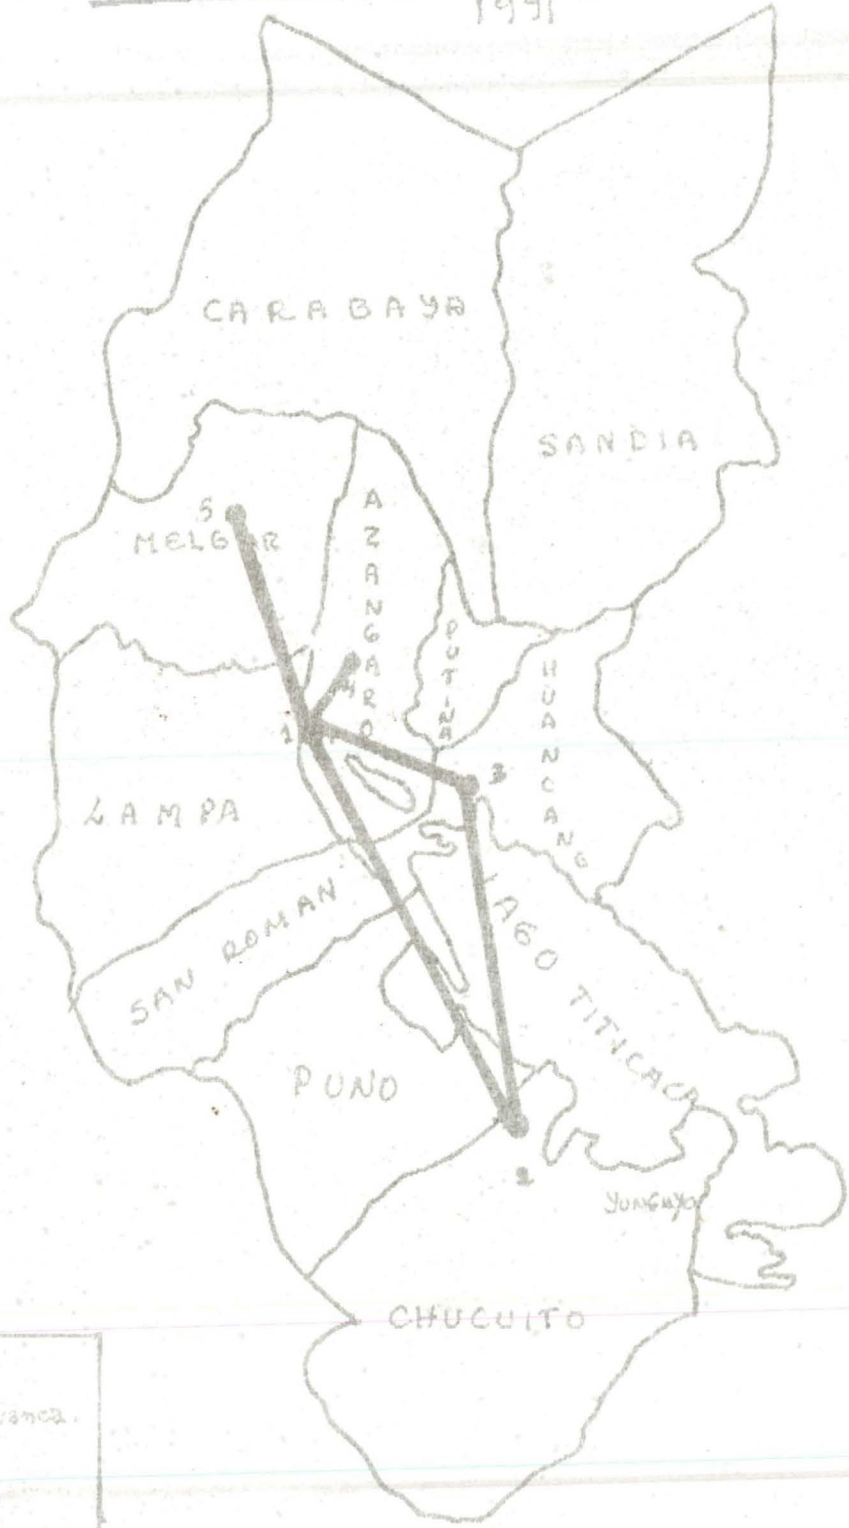 1991
CARABAYA
SANDIA
AZANGARO
5
MELGAR
PUTINA
HUANCANE
4
1
3
LAMPA
SAN ROMAN
LAGO TITICACA
PUNO
2
YUNGUYO
CHUCUITO